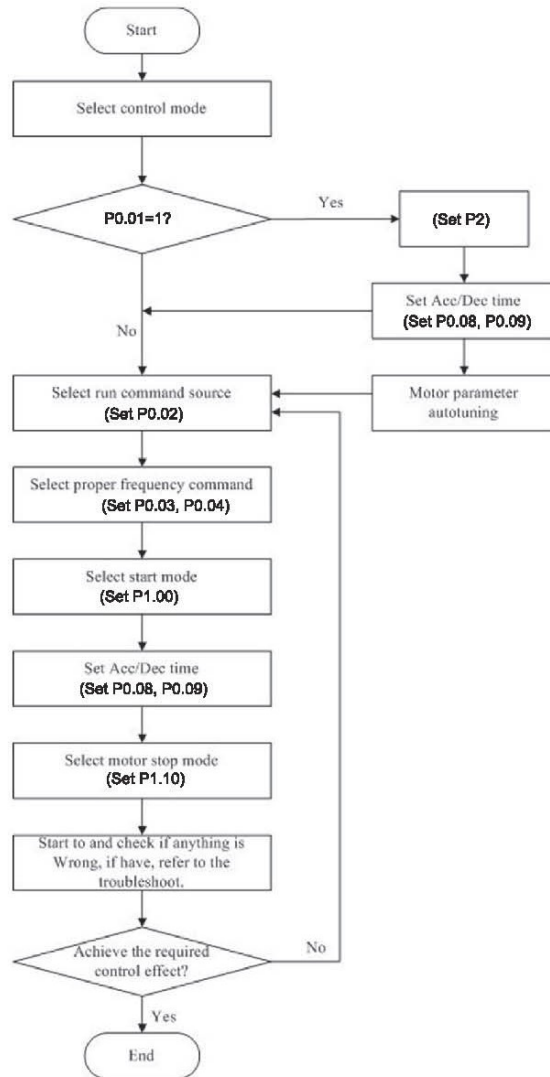 Start
Select control mode
P0.01=1?
Yes
(Set P2)
No
Set Acc/Dec time
(Set P0.08, P0.09)
Select run command source
(Set P0.02)
Motor parameter
autotuning
Select proper frequency command
(Set P0.03, P0.04)
Select start mode
(Set P1.00)
Set Acc/Dec time
(Set P0.08, P0.09)
Select motor stop mode
(Set P1.10)
Start to and check if anything is
Wrong, if have, refer to the
troubleshoot.
Achieve the required
control effect?
No
Yes
End